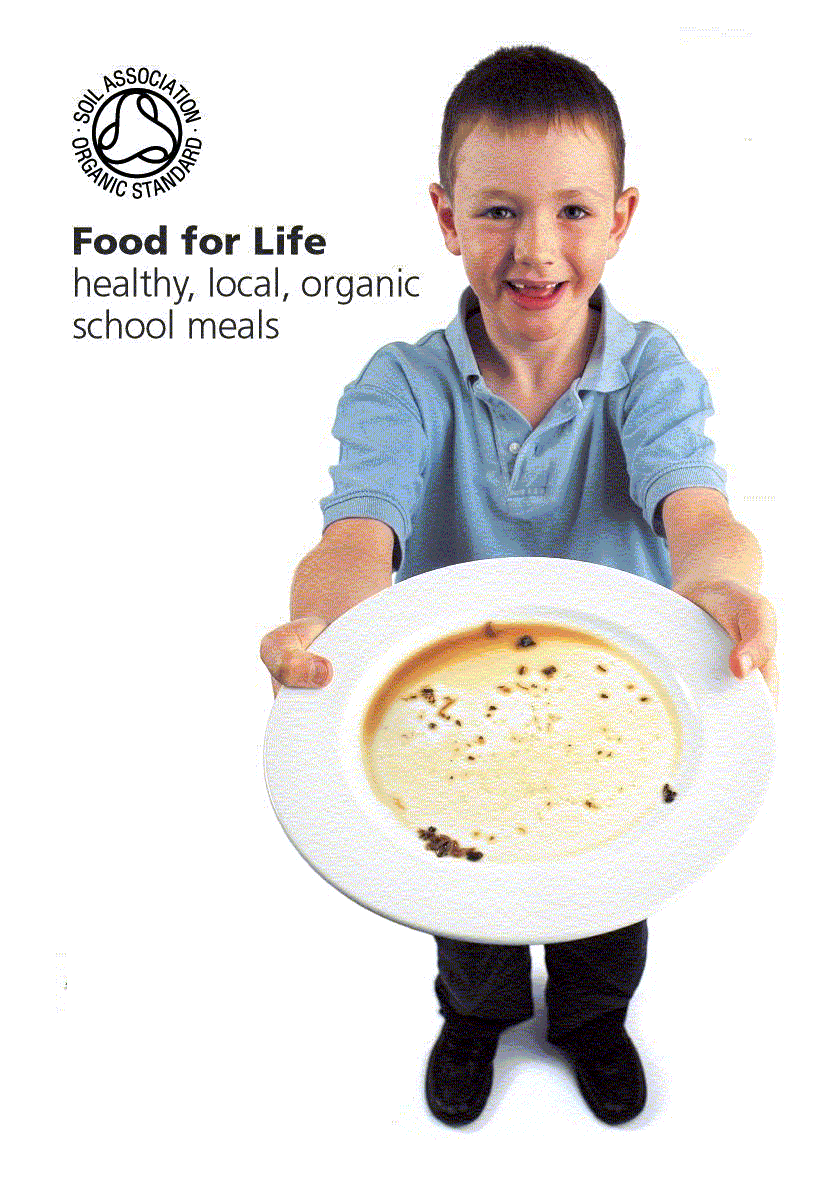 SOIL ASSOCIATION
ORGANIC STANDARD
Food for Life
healthy, local, organic
school meals